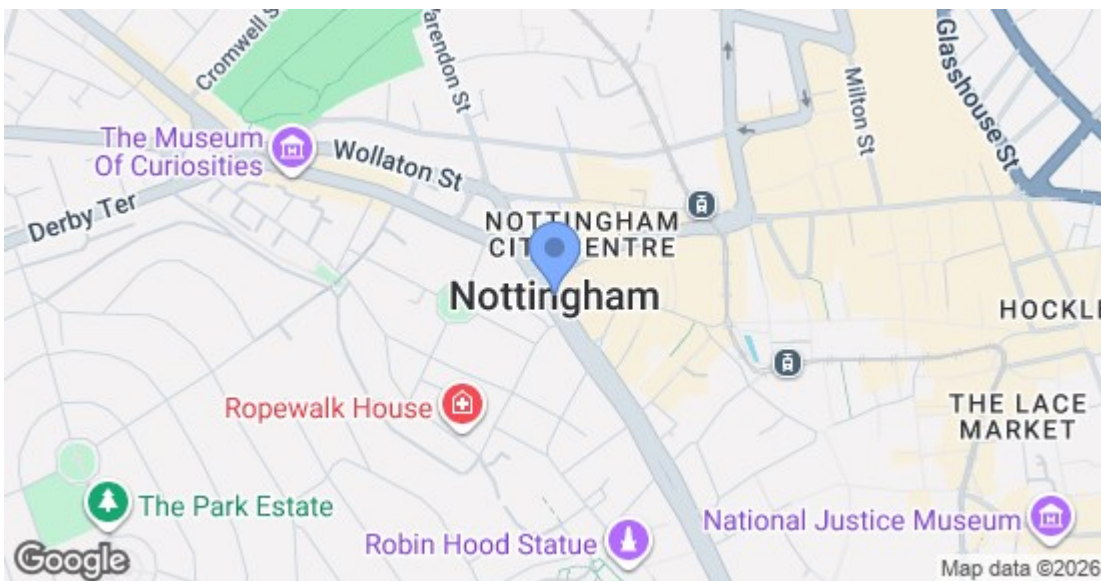 Cromwell S
arendon St
Glasshouse St
Milton St
The Museum
Of Curiosities
Wollaton St
Derby Ter
NOTTINGHAM
CIT ENTRE
Nottingham
HOCKL
Ropewalk House
THE LACE
MARKET
The Park Estate
National Justice Museum
Robin Hood Statue
Google
Map data ©2026